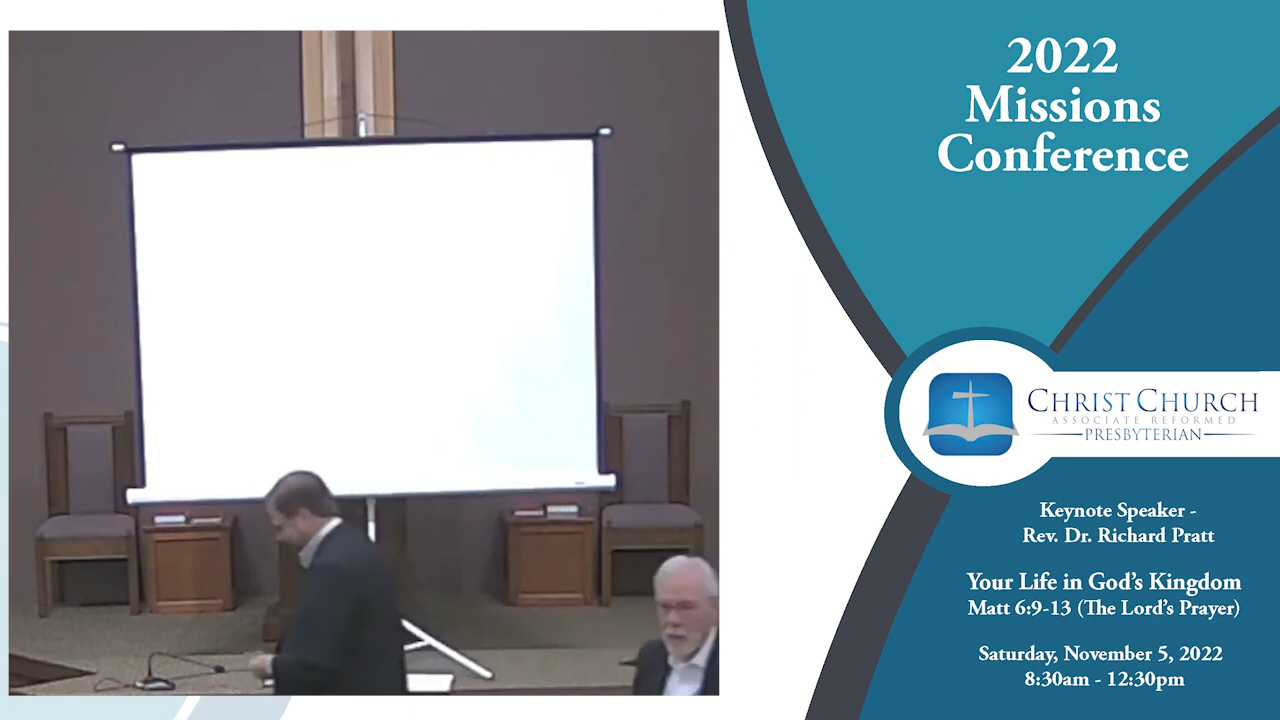 2022
Missions
Conference
CHRIST CHURCH
ASSOCIATE REFORMED
PRESBYTERIAN
Keynote Speaker -
Rev. Dr. Richard Pratt
Your Life in God's Kingdom
Matt 6:9-13 (The Lord's Prayer)
Saturday, November 5, 2022
8:30am - 12:30pm